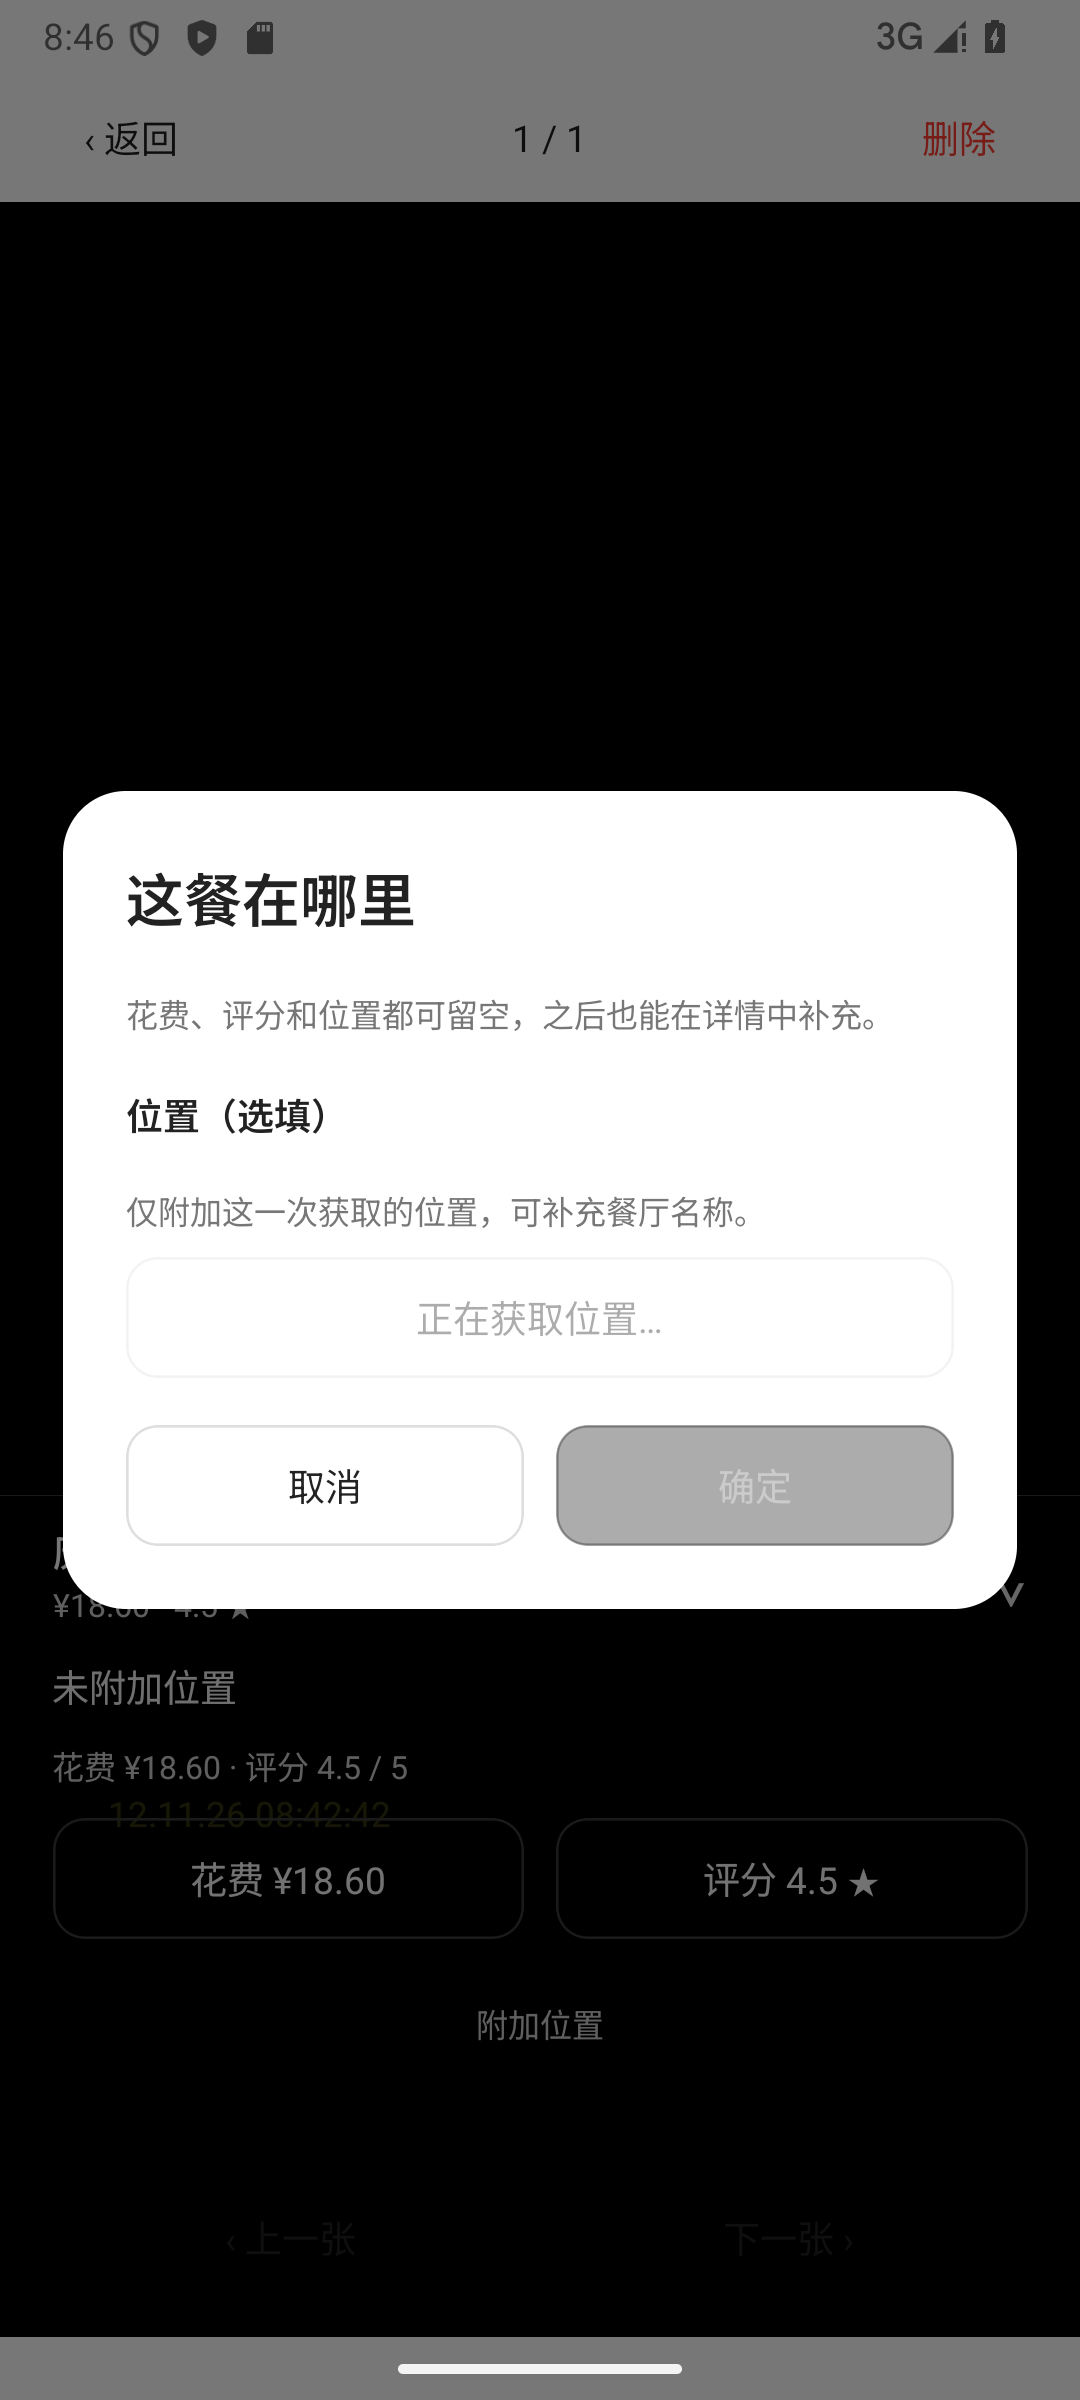 8:46
3G
‹ 返回
1 / 1
删除
这餐在哪里
花费、评分和位置都可留空，之后也能在详情中补充。
位置（选填）
仅附加这一次获取的位置，可补充餐厅名称。
正在获取位置…
取消
确定
¥18.60 4.5 ★
未附加位置
花费 ¥18.60 · 评分 4.5 / 5
12.11.26 08:42:42
花费 ¥18.60
评分 4.5 ★
附加位置
‹ 上一张
下一张 ›